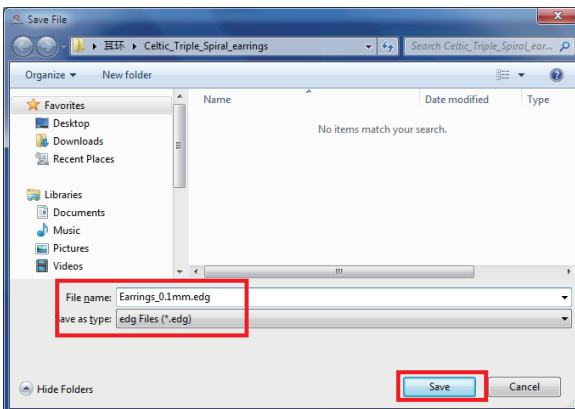 Save File
耳环 Celtic_Triple_Spiral_earrings
Search Celtic_Triple_Spiral_ear...
Organize New folder
Favorites
Desktop
Downloads
Recent Places
Libraries
Documents
Music
Pictures
Videos
Name Date modified Type
No items match your search.
File name: Earrings_0.1mm.edg
Save as type: edg Files (*.edg)
Hide Folders
Save Cancel